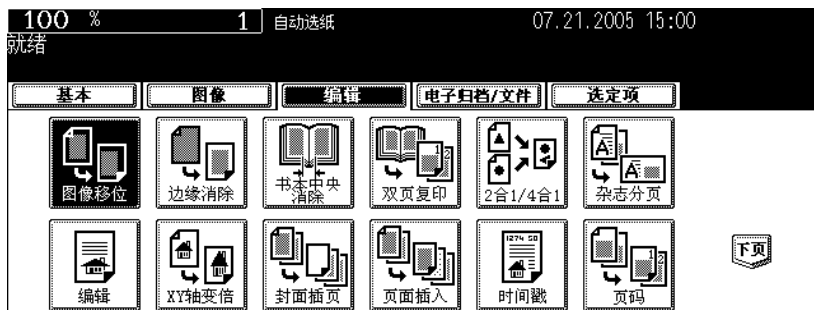 100 % 1 自动选纸 07.21.2005 15:00
就绪
基本 图像 编辑 电子归档/文件 选定项
图像移位 边缘消除 书本中央消除 双页复印 2合1/4合1 杂志分页
编辑 XY轴变倍 封面插页 页面插入 时间戳 页码 下页